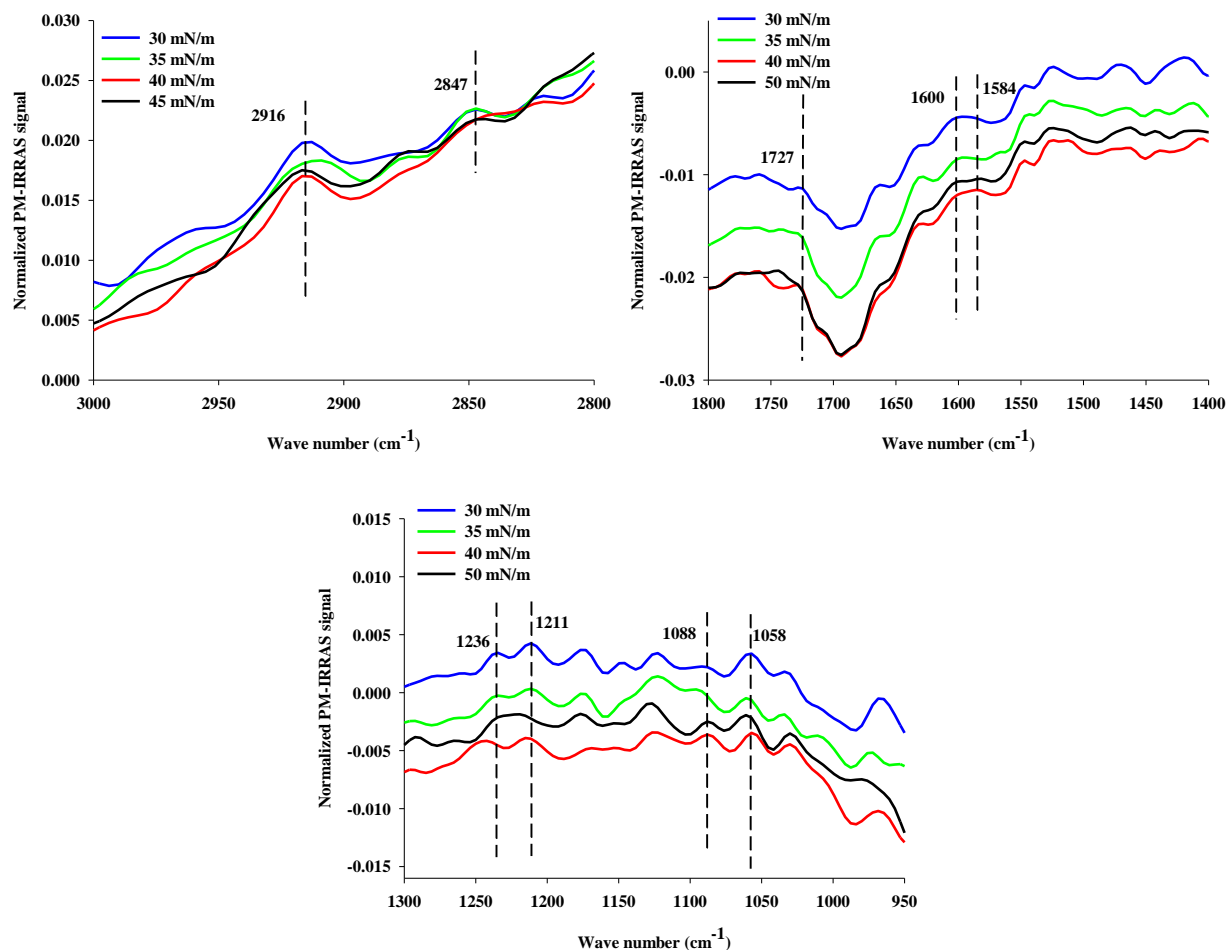 30 mN/m
35 mN/m
40 mN/m
45 mN/m
2916
2847
0.030
0.025
0.020
0.015
0.010
0.005
0.000
Normalized PM-IRRAS signal
3000 2950 2900 2850 2800
Wave number (cm-1)
30 mN/m
35 mN/m
40 mN/m
50 mN/m
1600
1584
1727
0.00
-0.01
-0.02
-0.03
Normalized PM-IRRAS signal
1800 1750 1700 1650 1600 1550 1500 1450 1400
Wave number (cm-1)
30 mN/m
35 mN/m
40 mN/m
50 mN/m
1236
1211
1088
1058
0.015
0.010
0.005
0.000
-0.005
-0.010
-0.015
Normalized PM-IRRAS signal
1300 1250 1200 1150 1100 1050 1000 950
Wave number (cm-1)